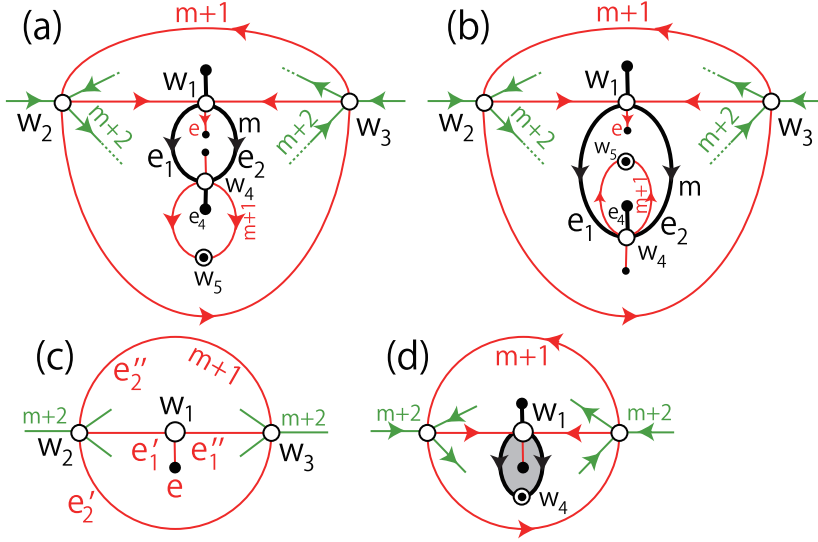 (a)
m+1
w₁
m
e
m+2
m+2
w₂
w₃
e₁
e₂
w₄
e₄
m+1
w₅
(b)
m+1
w₁
e
m+2
m+2
w₂
w₃
w₅
m+1
m
e₄
e₁
e₂
w₄
(c)
e₂''
m+1
w₁
m+2
m+2
w₂
e₁'
e₁''
w₃
e
e₂'
(d)
m+1
m+2
w₁
m+2
w₄